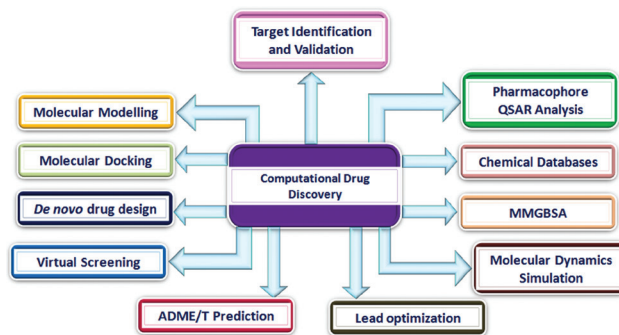 Target Identification
and Validation
Molecular Modelling
Pharmacophore
QSAR Analysis
Molecular Docking
Computational Drug
Discovery
Chemical Databases
De novo drug design
MMGBSA
Virtual Screening
Molecular Dynamics
Simulation
ADME/T Prediction
Lead optimization